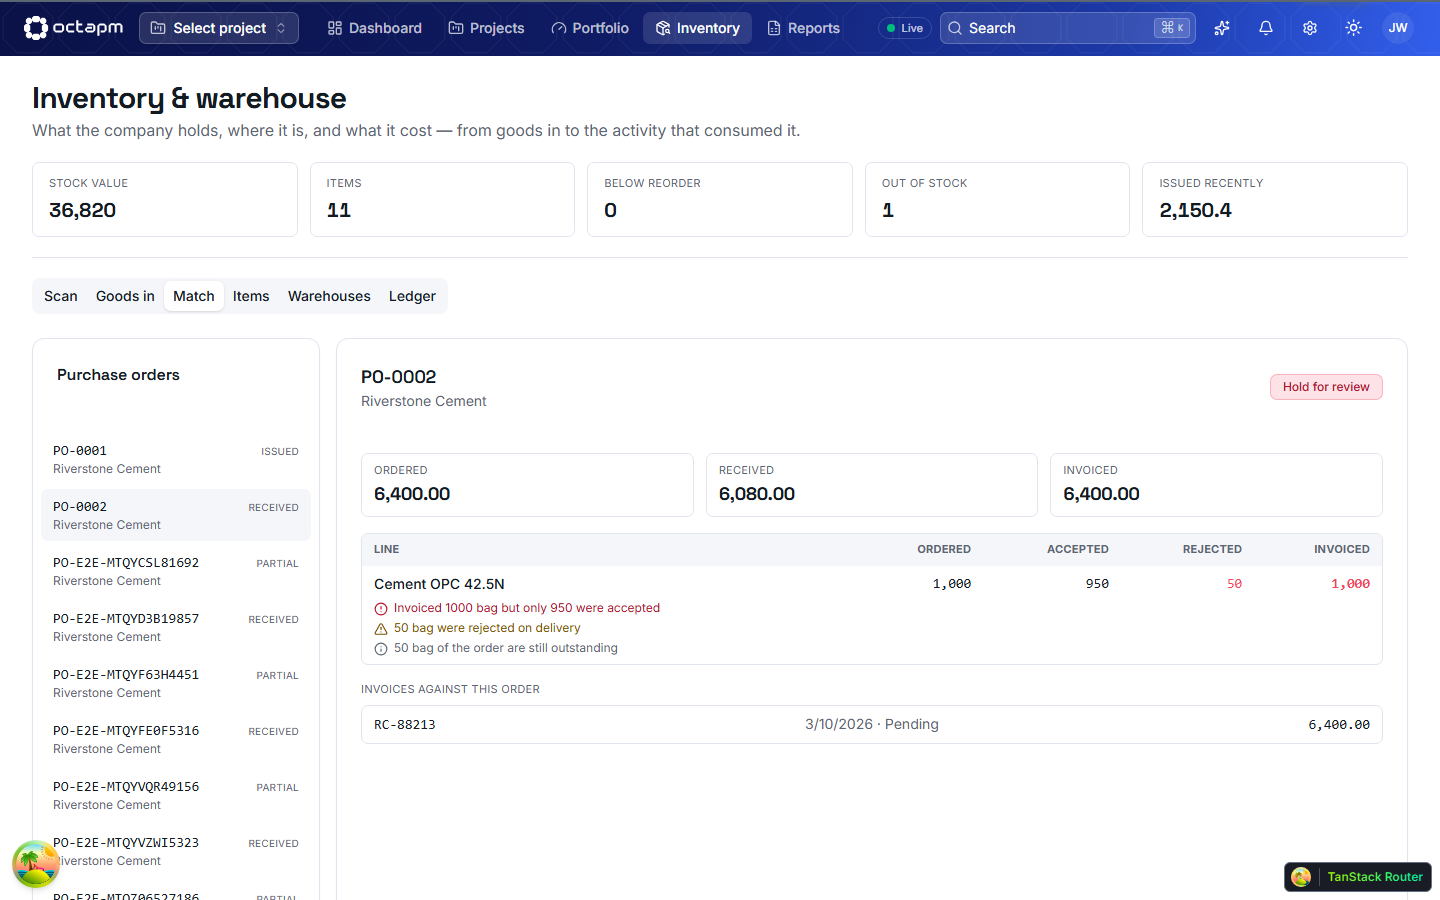 octapm
Select project
Dashboard
Projects
Portfolio
Inventory
Reports
Live
Search
⌘ K
JW
Inventory & warehouse
What the company holds, where it is, and what it cost — from goods in to the activity that consumed it.
STOCK VALUE
36,820
ITEMS
11
BELOW REORDER
0
OUT OF STOCK
1
ISSUED RECENTLY
2,150.4
Scan
Goods in
Match
Items
Warehouses
Ledger
Purchase orders
PO-0001 ISSUED
Riverstone Cement
PO-0002 RECEIVED
Riverstone Cement
PO-E2E-MTQYCSL81692 PARTIAL
Riverstone Cement
PO-E2E-MTQYD3B19857 RECEIVED
Riverstone Cement
PO-E2E-MTQYF63H4451 PARTIAL
Riverstone Cement
PO-E2E-MTQYFE0F5316 RECEIVED
Riverstone Cement
PO-E2E-MTQYVQR49156 PARTIAL
Riverstone Cement
PO-E2E-MTQYVZWI5323 RECEIVED
Riverstone Cement
PO-E2E-MTQZ06527186 PARTIAL
PO-0002
Riverstone Cement
Hold for review
ORDERED
6,400.00
RECEIVED
6,080.00
INVOICED
6,400.00
LINE ORDERED ACCEPTED REJECTED INVOICED
Cement OPC 42.5N 1,000 950 50 1,000
Invoiced 1000 bag but only 950 were accepted
50 bag were rejected on delivery
50 bag of the order are still outstanding
INVOICES AGAINST THIS ORDER
RC-88213 3/10/2026 · Pending 6,400.00
TanStack Router